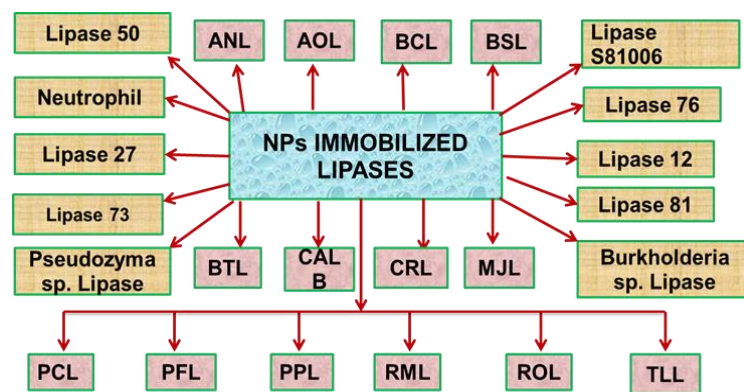 Lipase 50
ANL
AOL
BCL
BSL
Lipase
S81006
Neutrophil
NPs IMMOBILIZED
LIPASES
Lipase 76
Lipase 27
Lipase 12
Lipase 73
Lipase 81
Pseudozyma
sp. Lipase
BTL
CAL
B
CRL
MJL
Burkholderia
sp. Lipase
PCL
PFL
PPL
RML
ROL
TLL